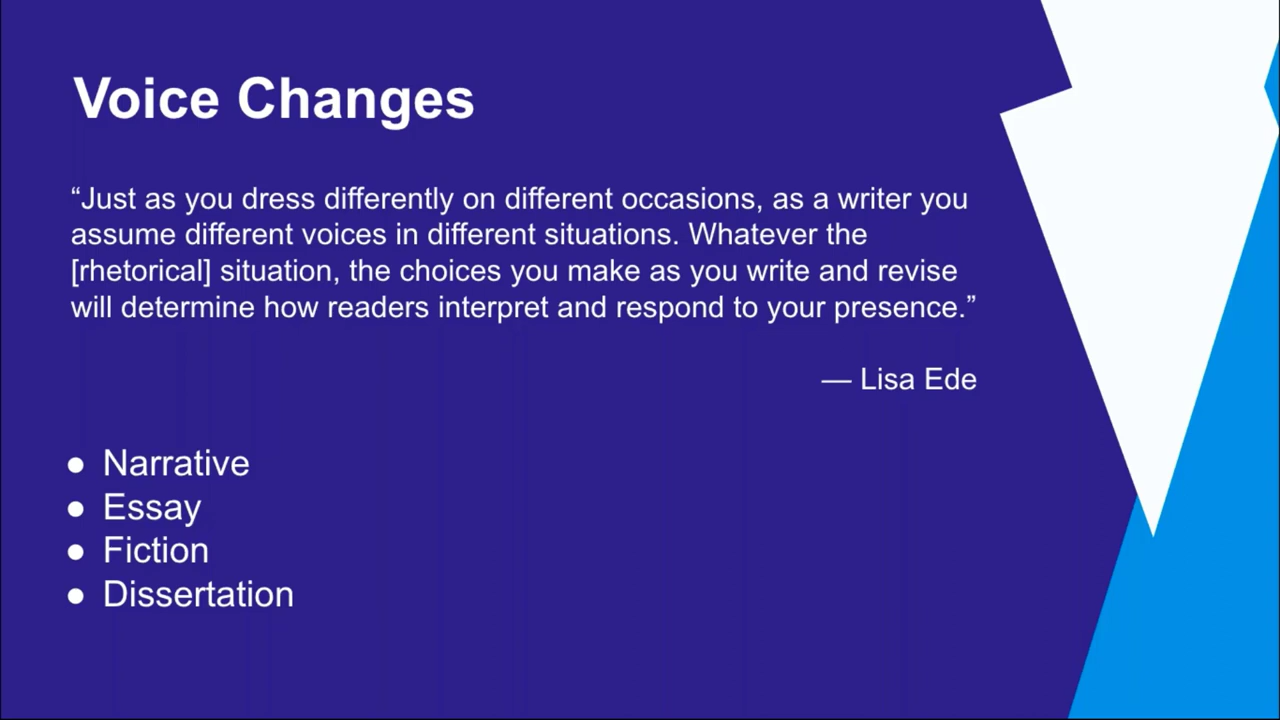 Voice Changes
“Just as you dress differently on different occasions, as a writer you
assume different voices in different situations. Whatever the
[rhetorical] situation, the choices you make as you write and revise
will determine how readers interpret and respond to your presence.”
— Lisa Ede
● Narrative
● Essay
● Fiction
● Dissertation